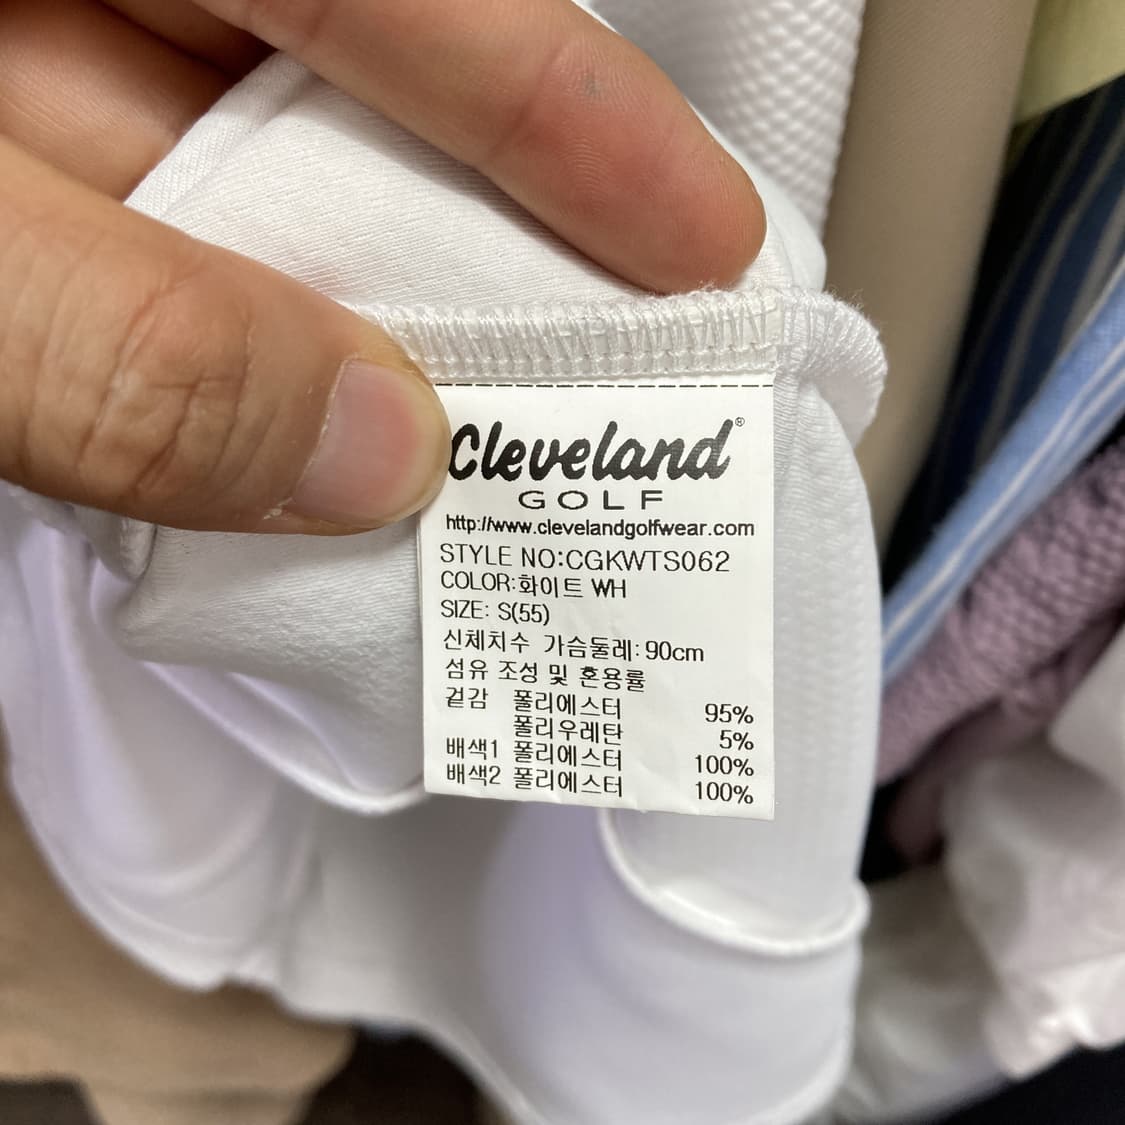 Cleveland®
GOLF
http://www.clevelandgolfwear.com
STYLE NO:CGKWTS062
COLOR:화이트 WH
SIZE: S(55)
신체치수 가슴둘레:90cm
섬유 조성 및 혼용률
겉감 폴리에스터 95%
폴리우레탄 5%
배색1 폴리에스터 100%
배색2 폴리에스터 100%